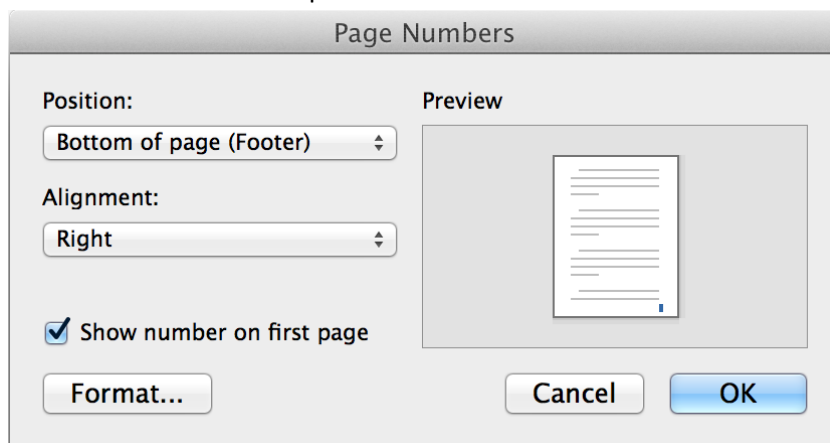 Page Numbers
Position:
Preview
Bottom of page (Footer)
Alignment:
Right
Show number on first page
Format...
Cancel
OK